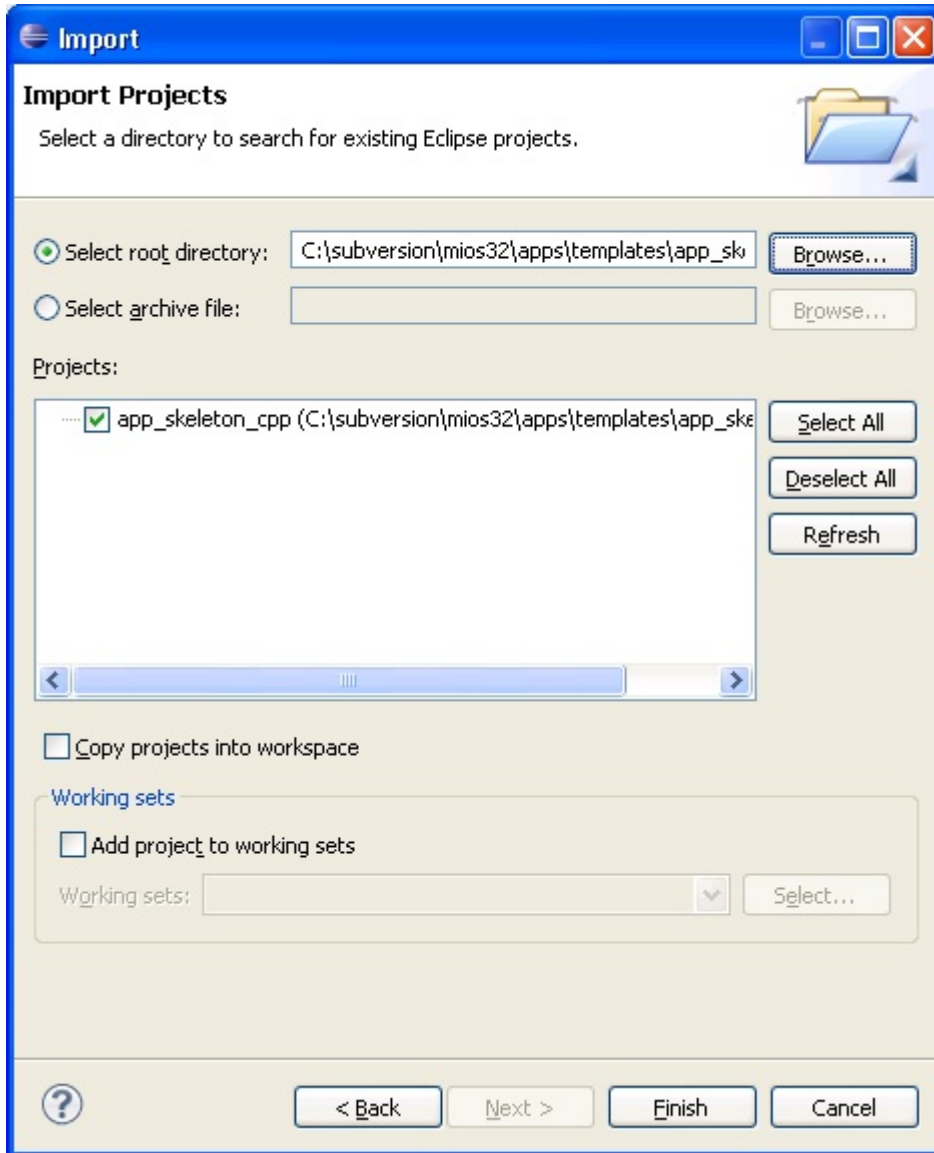 Import
Import Projects
Select a directory to search for existing Eclipse projects.
Select root directory: C:\subversion\mios32\apps\templates\app_sk Browse...
Select archive file: Browse...
Projects:
app_skeleton_cpp (C:\subversion\mios32\apps\templates\app_ske Select All
Deselect All
Refresh
Copy projects into workspace
Working sets
Add project to working sets
Working sets: Select...
? < Back Next > Finish Cancel